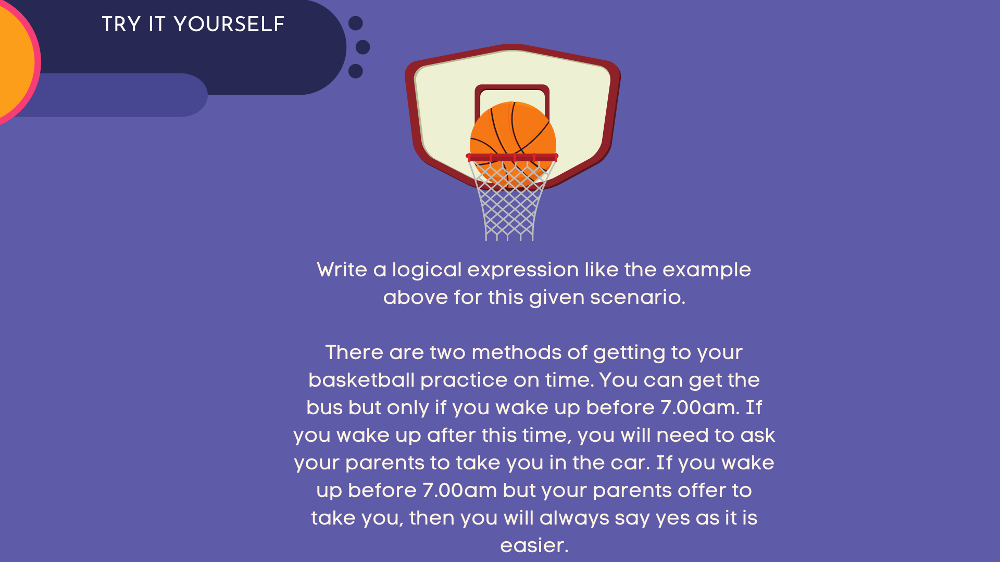 TRY IT YOURSELF
Write a logical expression like the example
above for this given scenario.
There are two methods of getting to your
basketball practice on time. You can get the
bus but only if you wake up before 7.00am. If
you wake up after this time, you will need to ask
your parents to take you in the car. If you wake
up before 7.00am but your parents offer to
take you, then you will always say yes as it is
easier.